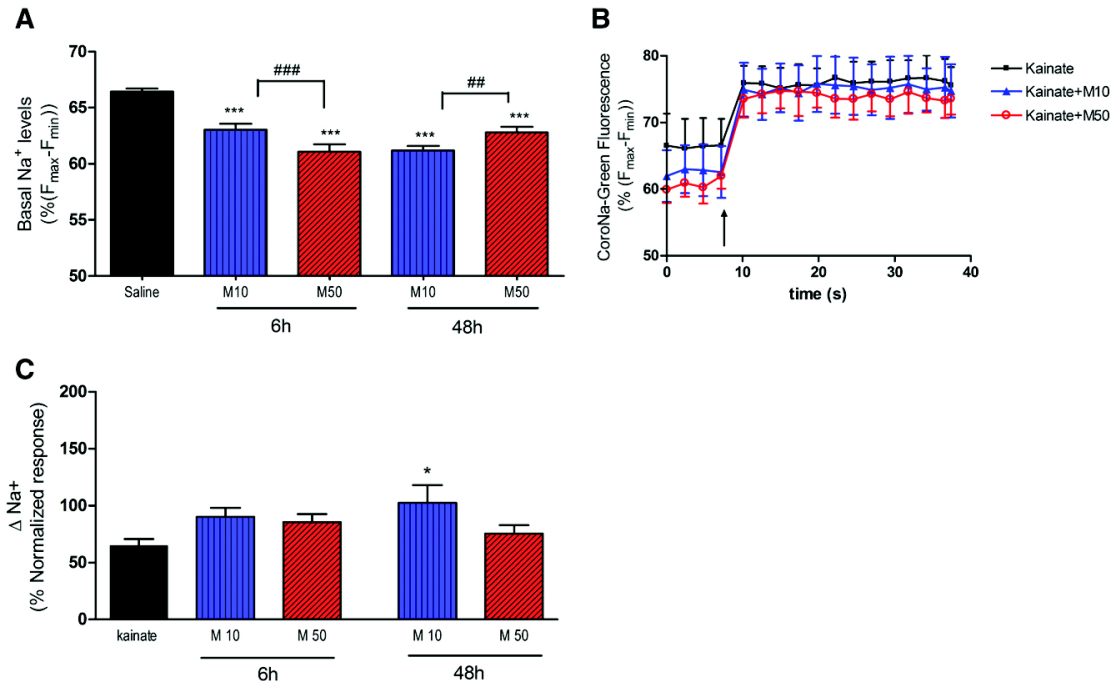 A
Basal Na+ levels
(%(Fmax-Fmin))
70
65
60
55
50
***
***
***
***
###
##
Saline
M10
M50
M10
M50
6h
48h
B
CoroNa-Green Fluorescence
(% (Fmax-Fmin))
80
70
60
50
0
10
20
30
40
time (s)
Kainate
Kainate+M10
Kainate+M50
C
Δ Na+
(% Normalized response)
200
150
100
50
0
*
kainate
M 10
M 50
M 10
M 50
6h
48h